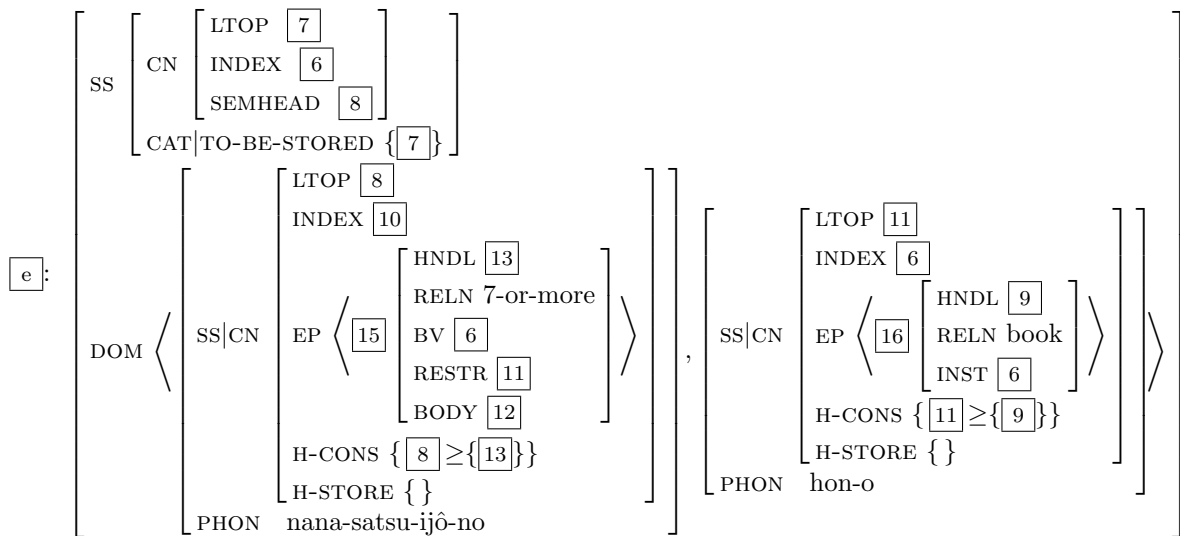 LTOP 7
CN INDEX 6
SS SEMHEAD 8
CAT|TO-BE-STORED {7}
LTOP 8
INDEX 10
HNDL 13
RELN 7-or-more
SS|CN EP ⟨ 15 BV 6 ⟩
RESTR 11
BODY 12
H-CONS { 8 ≥{13}}
H-STORE { }
PHON nana-satsu-ijô-no
,
LTOP 11
INDEX 6
HNDL 9
SS|CN EP ⟨ 16 RELN book ⟩
INST 6
H-CONS { 11 ≥{ 9 }}
H-STORE { }
PHON hon-o
e :
DOM ⟨ ⟩